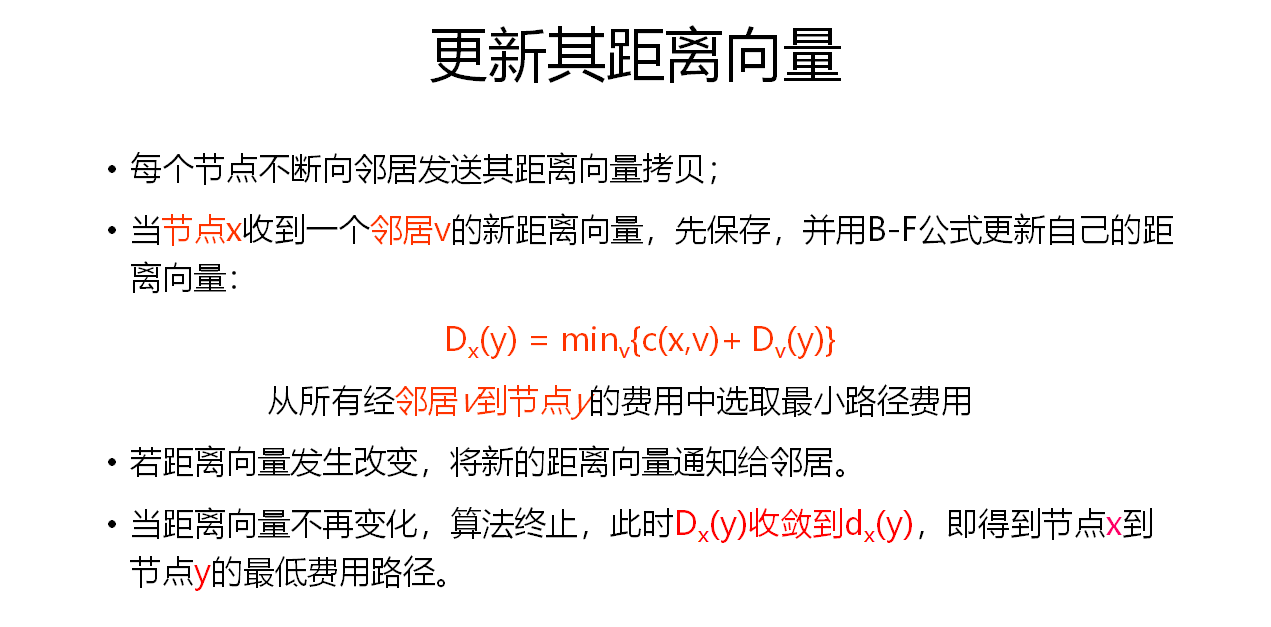 更新其距离向量
• 每个节点不断向邻居发送其距离向量拷贝；
• 当节点x收到一个邻居v的新距离向量，先保存，并用B-F公式更新自己的距
离向量：
Dx(y) = minv{c(x,v)+ Dv(y)}
从所有经邻居v到节点y的费用中选取最小路径费用
• 若距离向量发生改变，将新的距离向量通知给邻居。
• 当距离向量不再变化，算法终止，此时Dx(y)收敛到dx(y)，即得到节点x到
节点y的最低费用路径。